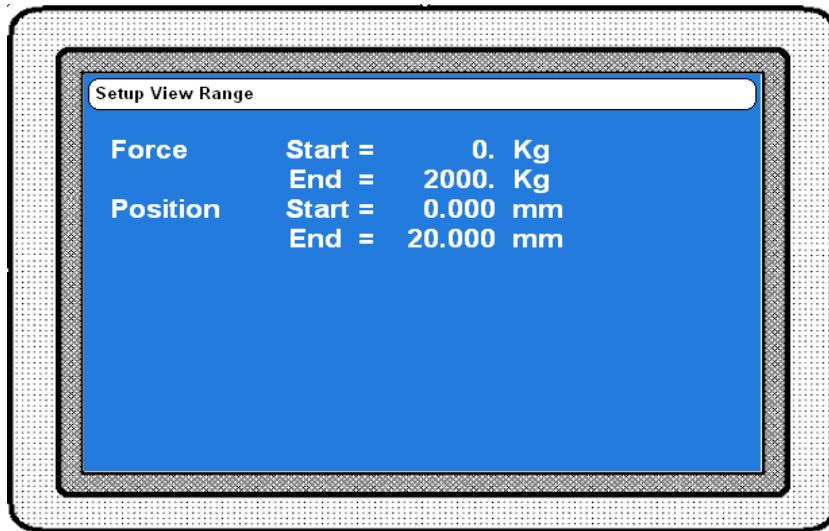 Setup View Range
Force Start = 0. Kg
End = 2000. Kg
Position Start = 0.000 mm
End = 20.000 mm